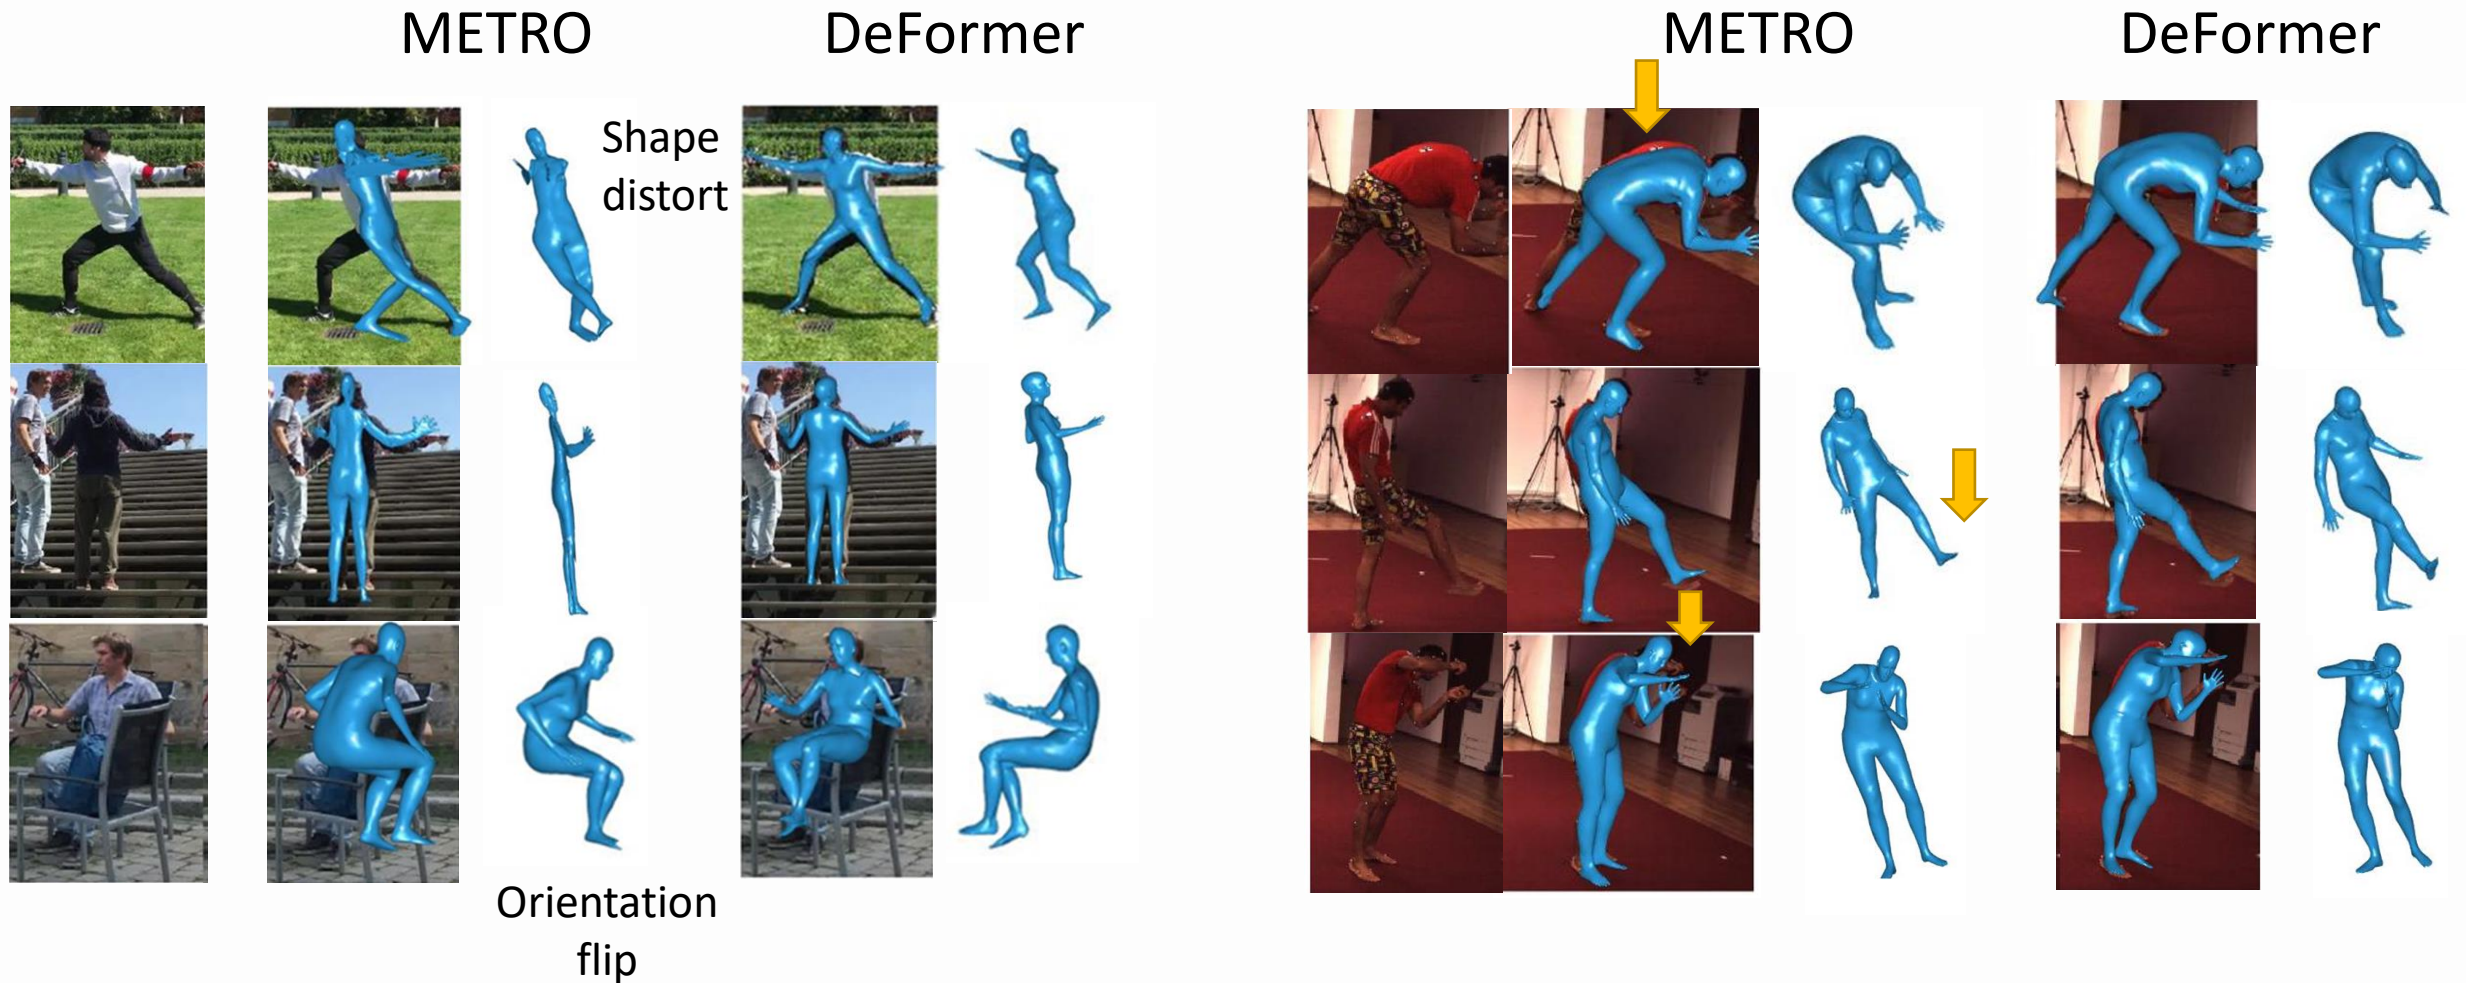 METRO
DeFormer
METRO
DeFormer
Shape
distort
Orientation
flip